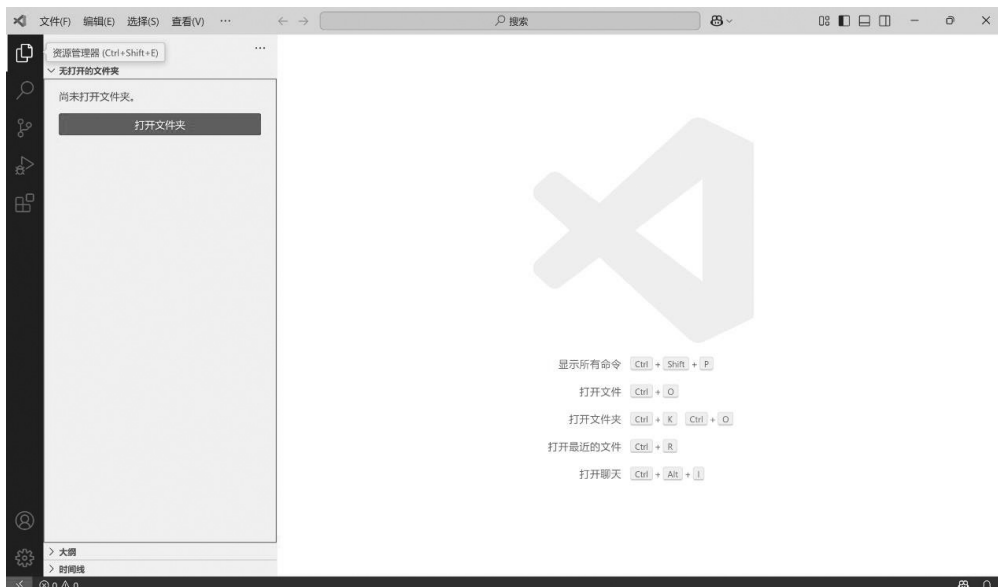 文件(F) 编辑(E) 选择(S) 查看(V) ··· ← → 搜索
资源管理器 (Ctrl+Shift+E) ···
无打开的文件夹
尚未打开文件夹。
打开文件夹
显示所有命令 Ctrl + Shift + P
打开文件 Ctrl + O
打开文件夹 Ctrl + K Ctrl + O
打开最近的文件 Ctrl + R
打开聊天 Ctrl + Alt + I
大纲
时间线
0 0